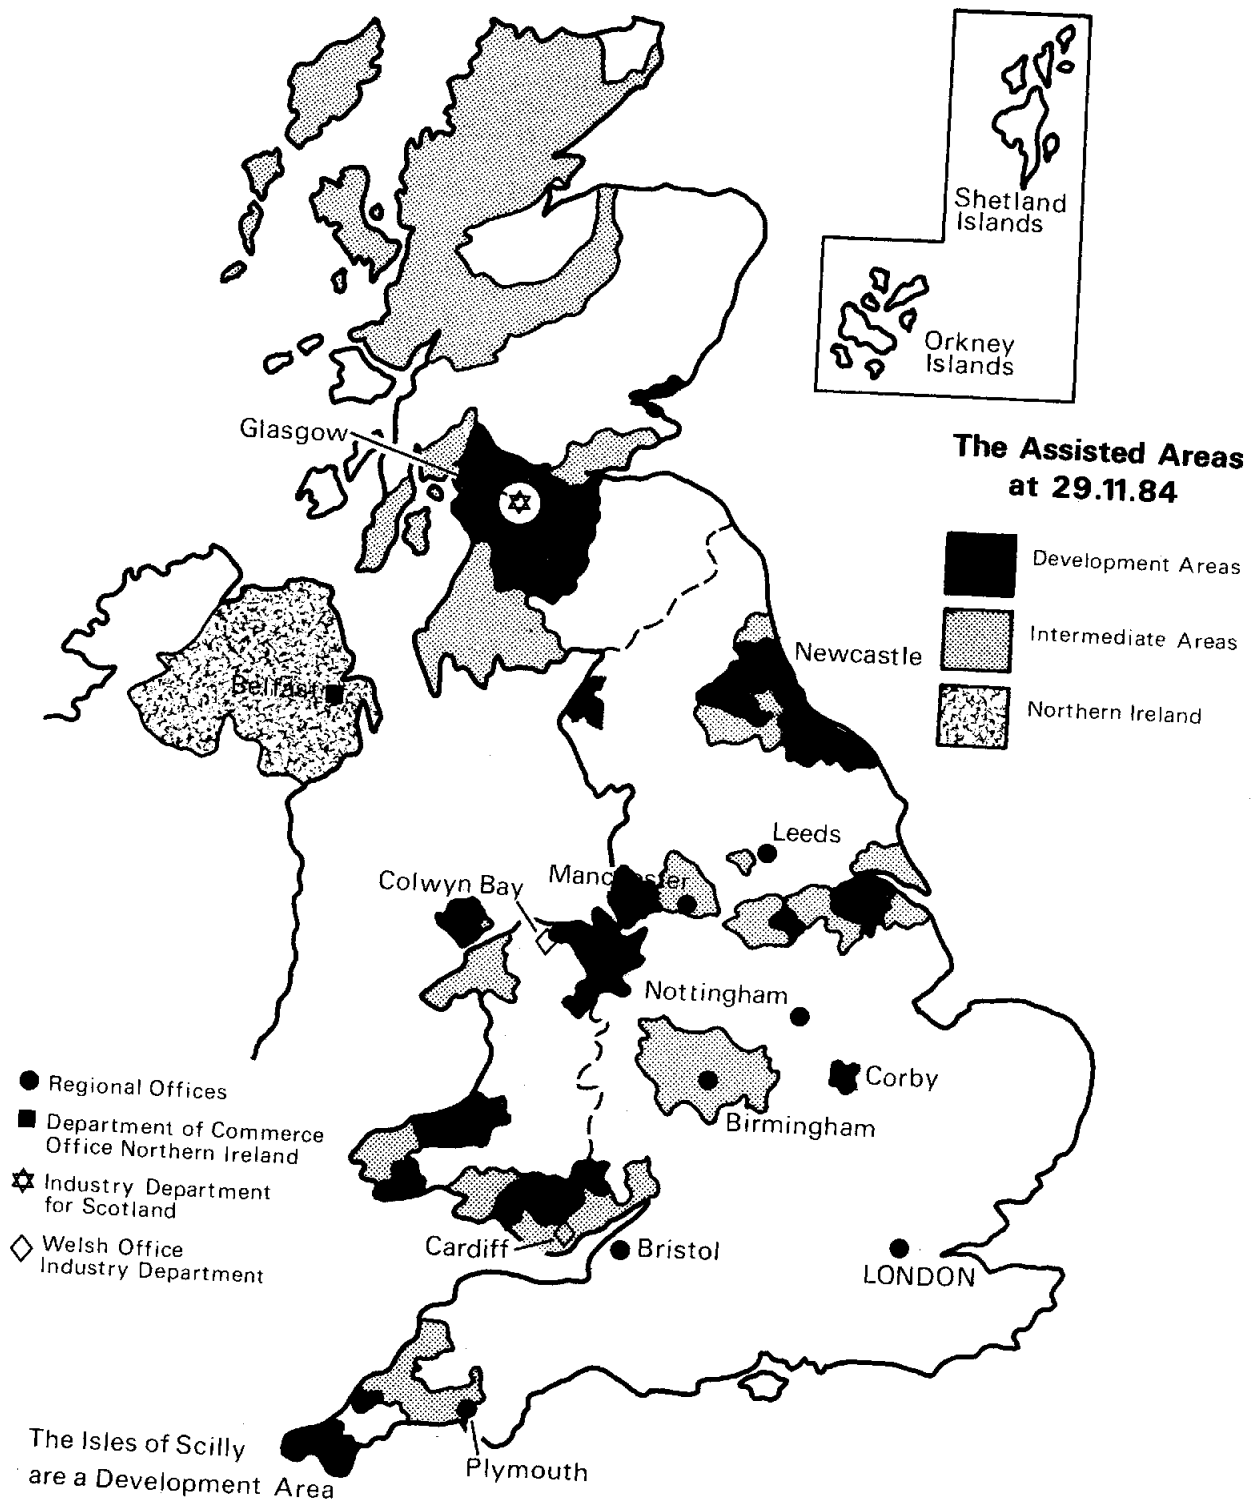 Shetland
Islands
Orkney
Islands
Glasgow
The Assisted Areas
at 29.11.84
Development Areas
Intermediate Areas
Northern Ireland
Newcastle
Belfast
Leeds
Manchester
Colwyn Bay
Nottingham
Corby
Birmingham
Regional Offices
Department of Commerce
Office Northern Ireland
Industry Department
for Scotland
Welsh Office
Industry Department
Cardiff
Bristol
LONDON
The Isles of Scilly
are a Development Area
Plymouth